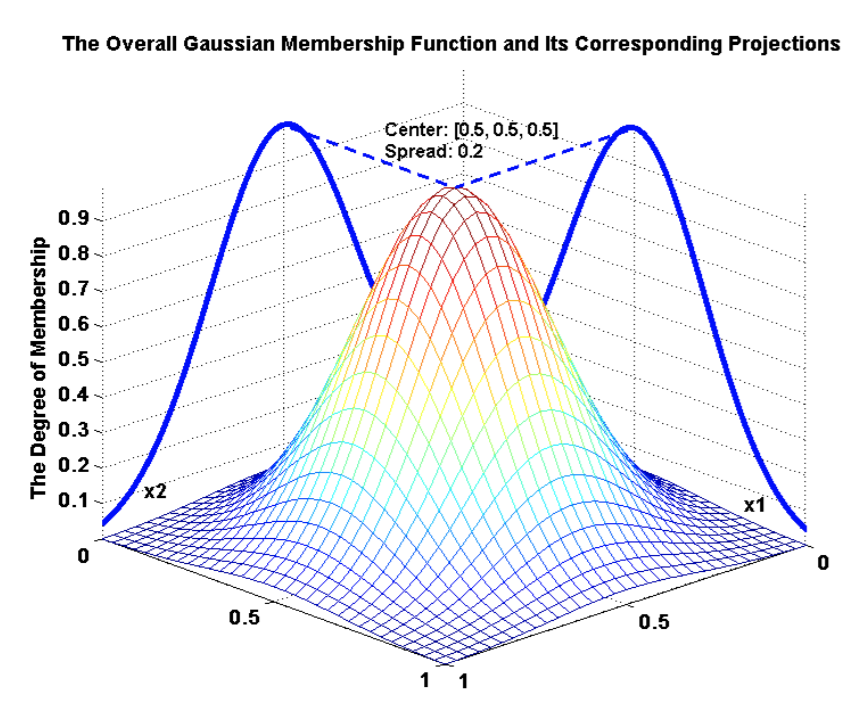 The Overall Gaussian Membership Function and Its Corresponding Projections
Center: [0.5, 0.5, 0.5]
Spread: 0.2
The Degree of Membership
0.9
0.8
0.7
0.6
0.5
0.4
0.3
0.2
0.1
x2
x1
0
0
0.5
0.5
1
1